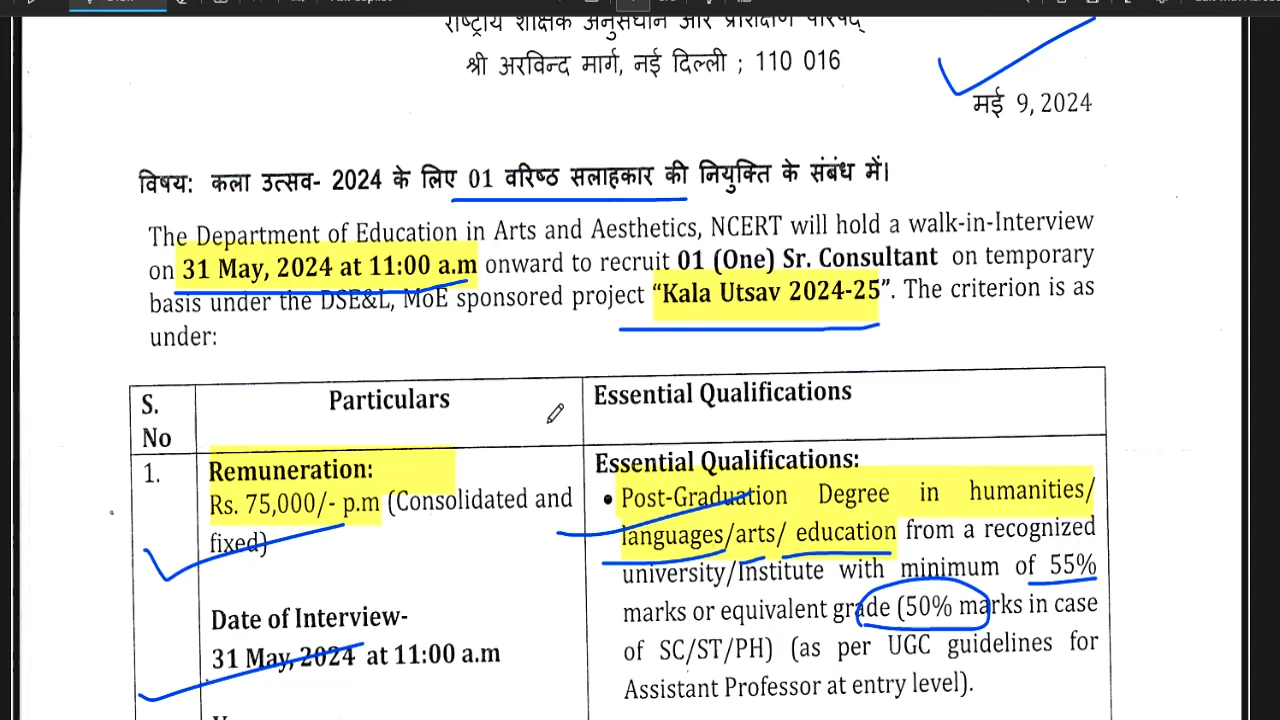 श्री अरविन्द मार्ग, नई दिल्ली ; 110 016
मई 9, 2024
विषय: कला उत्सव- 2024 के लिए 01 वरिष्ठ सलाहकार की नियुक्ति के संबंध में।
The Department of Education in Arts and Aesthetics, NCERT will hold a walk-in-Interview
on 31 May, 2024 at 11:00 a.m onward to recruit 01 (One) Sr. Consultant on temporary
basis under the DSE&L, MoE sponsored project “Kala Utsav 2024-25”. The criterion is as
under:
S.
No
Particulars
Essential Qualifications
1.
Remuneration:
Rs. 75,000/- p.m (Consolidated and
fixed)
Date of Interview-
31 May, 2024 at 11:00 a.m
Essential Qualifications:
• Post-Graduation Degree in humanities/
languages/arts/ education from a recognized
university/Institute with minimum of 55%
marks or equivalent grade (50% marks in case
of SC/ST/PH) (as per UGC guidelines for
Assistant Professor at entry level).